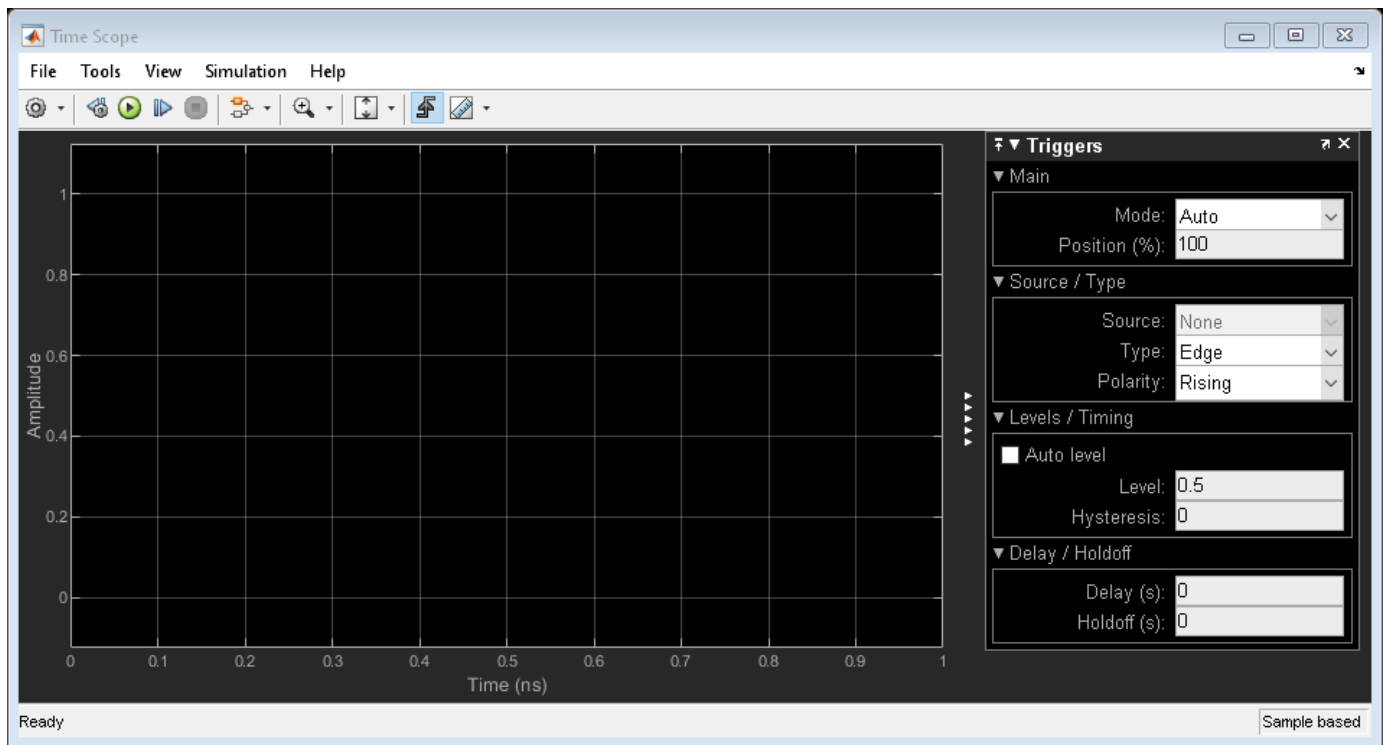 Time Scope
File Tools View Simulation Help
Triggers
Main
Mode: Auto
Position (%): 100
Source / Type
Source: None
Type: Edge
Polarity: Rising
Levels / Timing
Auto level
Level: 0.5
Hysteresis: 0
Delay / Holdoff
Delay (s): 0
Holdoff (s): 0
Amplitude
1
0.8
0.6
0.4
0.2
0
0 0.1 0.2 0.3 0.4 0.5 0.6 0.7 0.8 0.9 1
Time (ns)
Ready Sample based